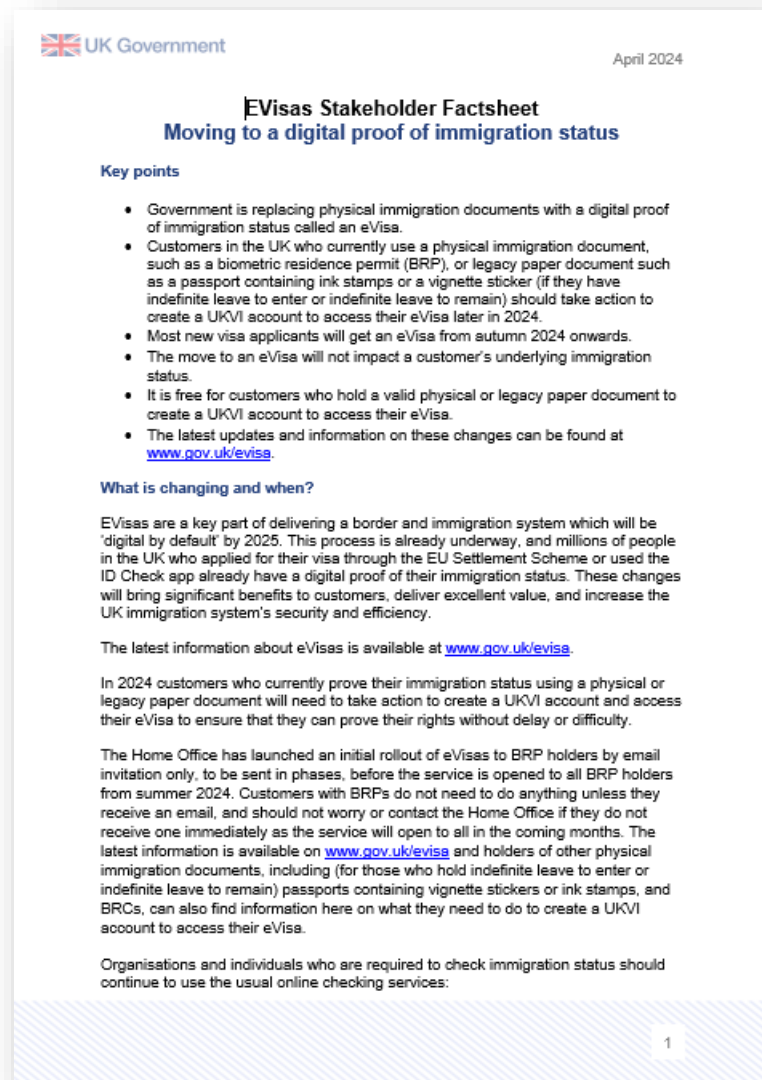 UK Government
April 2024
EVisas Stakeholder Factsheet
Moving to a digital proof of immigration status
Key points
• Government is replacing physical immigration documents with a digital proof
of immigration status called an eVisa.
• Customers in the UK who currently use a physical immigration document,
such as a biometric residence permit (BRP), or legacy paper document such
as a passport containing ink stamps or a vignette sticker (if they have
indefinite leave to enter or indefinite leave to remain) should take action to
create a UKVI account to access their eVisa later in 2024.
• Most new visa applicants will get an eVisa from autumn 2024 onwards.
• The move to an eVisa will not impact a customer's underlying immigration
status.
• It is free for customers who hold a valid physical or legacy paper document to
create a UKVI account to access their eVisa.
• The latest updates and information on these changes can be found at
www.gov.uk/evisa.
What is changing and when?
EVisas are a key part of delivering a border and immigration system which will be
'digital by default' by 2025. This process is already underway, and millions of people
in the UK who applied for their visa through the EU Settlement Scheme or used the
ID Check app already have a digital proof of their immigration status. These changes
will bring significant benefits to customers, deliver excellent value, and increase the
UK immigration system's security and efficiency.
The latest information about eVisas is available at www.gov.uk/evisa.
In 2024 customers who currently prove their immigration status using a physical or
legacy paper document will need to take action to create a UKVI account and access
their eVisa to ensure that they can prove their rights without delay or difficulty.
The Home Office has launched an initial rollout of eVisas to BRP holders by email
invitation only, to be sent in phases, before the service is opened to all BRP holders
from summer 2024. Customers with BRPs do not need to do anything unless they
receive an email, and should not worry or contact the Home Office if they do not
receive one immediately as the service will open to all in the coming months. The
latest information is available on www.gov.uk/evisa and holders of other physical
immigration documents, including (for those who hold indefinite leave to enter or
indefinite leave to remain) passports containing vignette stickers or ink stamps, and
BRCs, can also find information here on what they need to do to create a UKVI
account to access their eVisa.
Organisations and individuals who are required to check immigration status should
continue to use the usual online checking services:
1